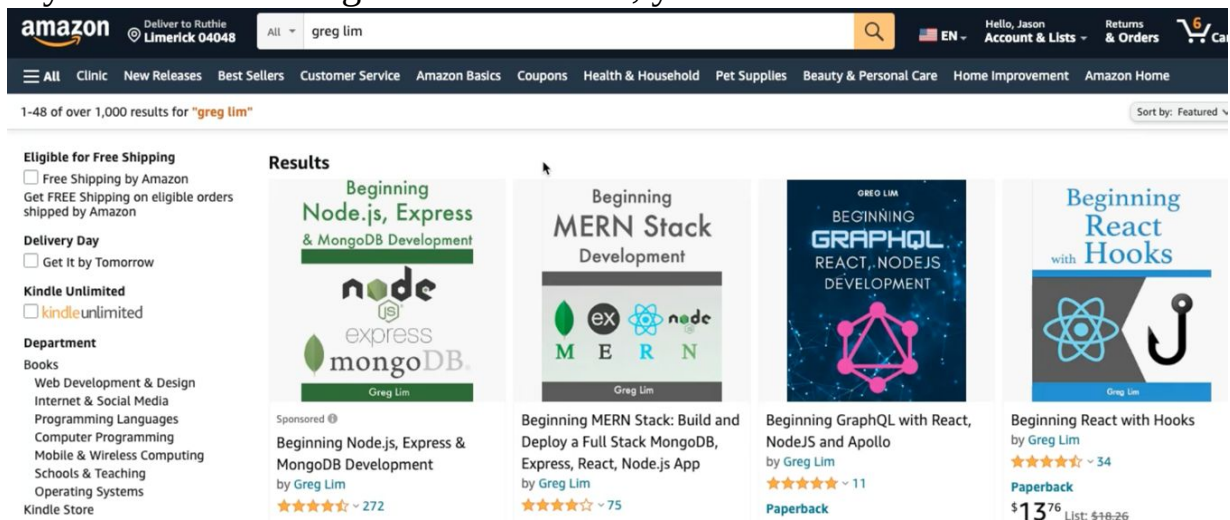 amazon
Deliver to Ruthie
Limerick 04048
All
greg lim
EN
Hello, Jason
Account & Lists
Returns
& Orders
6
All Clinic New Releases Best Sellers Customer Service Amazon Basics Coupons Health & Household Pet Supplies Beauty & Personal Care Home Improvement Amazon Home
1-48 of over 1,000 results for "greg lim"
Sort by: Featured
Eligible for Free Shipping
Free Shipping by Amazon
Get FREE Shipping on eligible orders
shipped by Amazon
Delivery Day
Get It by Tomorrow
Kindle Unlimited
kindleunlimited
Department
Books
Web Development & Design
Internet & Social Media
Programming Languages
Computer Programming
Mobile & Wireless Computing
Schools & Teaching
Operating Systems
Kindle Store
Results
Beginning
Node.js, Express
& MongoDB Development
node
JS
express
mongoDB.
Greg Lim
Sponsored
Beginning Node.js, Express &
MongoDB Development
by Greg Lim
272
Beginning
MERN Stack
Development
ex
node
M E R N
Greg Lim
Beginning MERN Stack: Build and
Deploy a Full Stack MongoDB,
Express, React, Node.js App
by Greg Lim
75
GREG LIM
BEGINNING
GRAPHQL
REACT, NODEJS
DEVELOPMENT
Beginning GraphQL with React,
NodeJS and Apollo
by Greg Lim
11
Paperback
Beginning
React
with Hooks
Greg Lim
Beginning React with Hooks
by Greg Lim
34
Paperback
$1376 List: $18.26